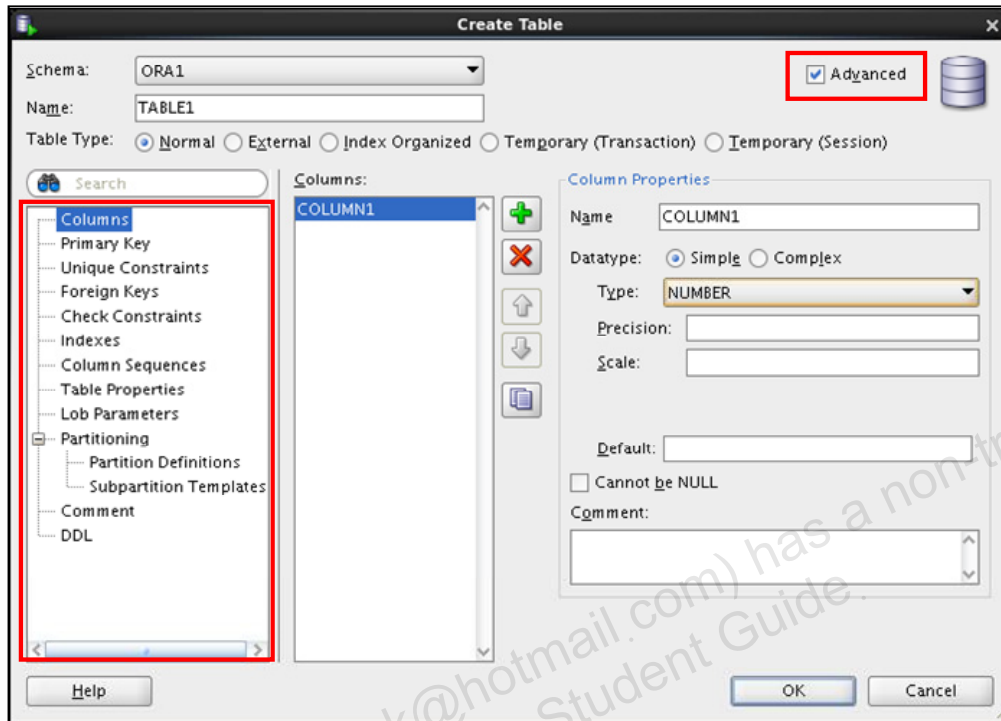 Create Table
Schema: ORA1
Advanced
Name: TABLE1
Table Type: Normal External Index Organized Temporary (Transaction) Temporary (Session)
Search
Columns
Primary Key
Unique Constraints
Foreign Keys
Check Constraints
Indexes
Column Sequences
Table Properties
Lob Parameters
Partitioning
Partition Definitions
Subpartition Templates
Comment
DDL
Columns:
COLUMN1
Column Properties
Name COLUMN1
Datatype: Simple Complex
Type: NUMBER
Precision:
Scale:
Default:
Cannot be NULL
Comment:
Help
OK
Cancel
@hotmail.com) has a non-
Student Guide.